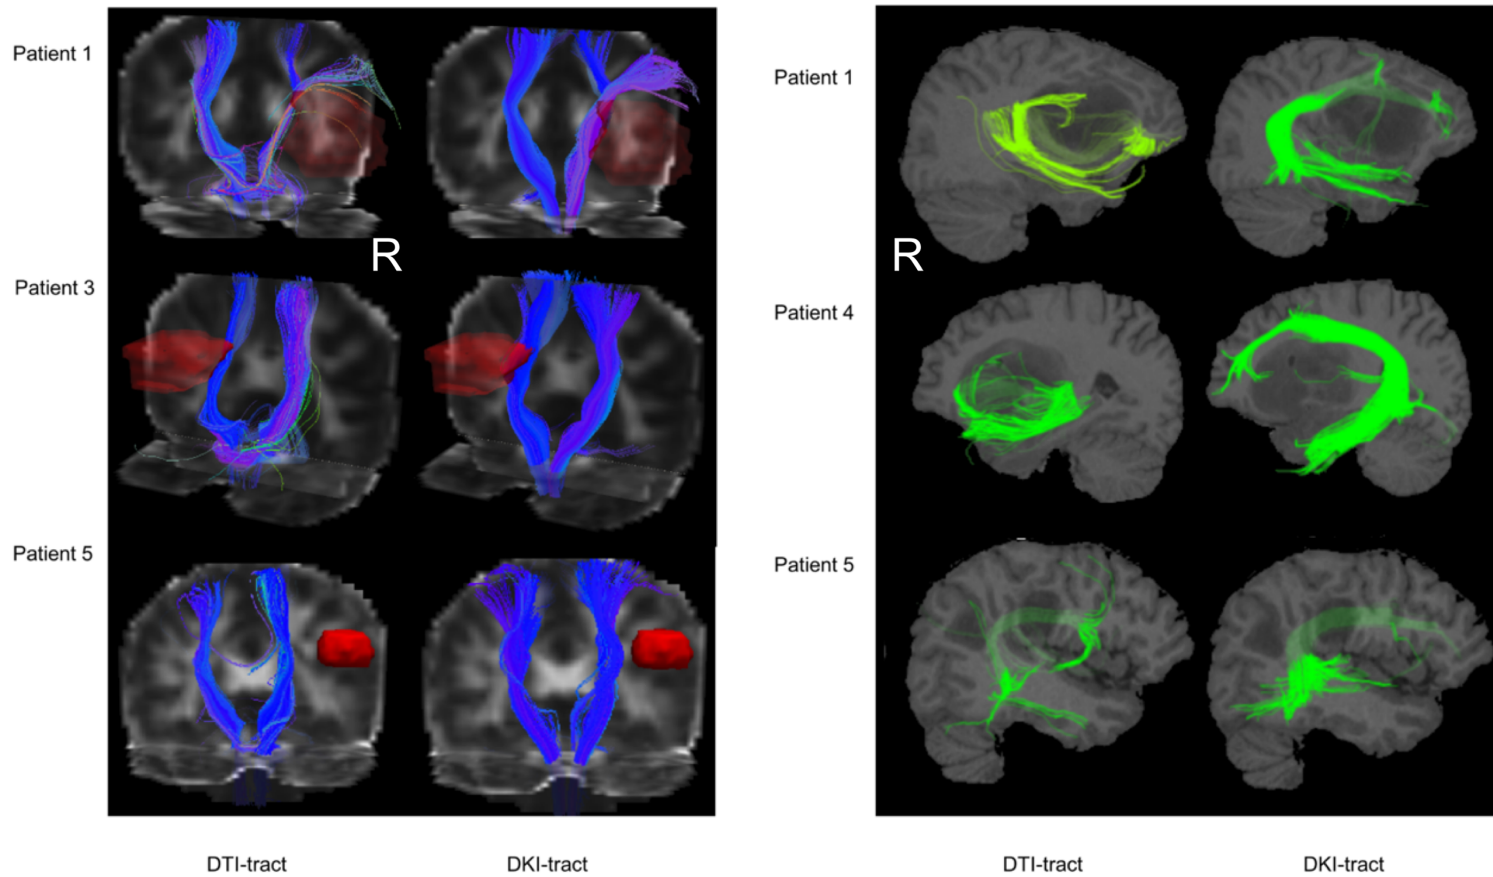 Patient 1
Patient 1
R
R
Patient 3
Patient 4
Patient 5
Patient 5
DTI-tract
DKI-tract
DTI-tract
DKI-tract